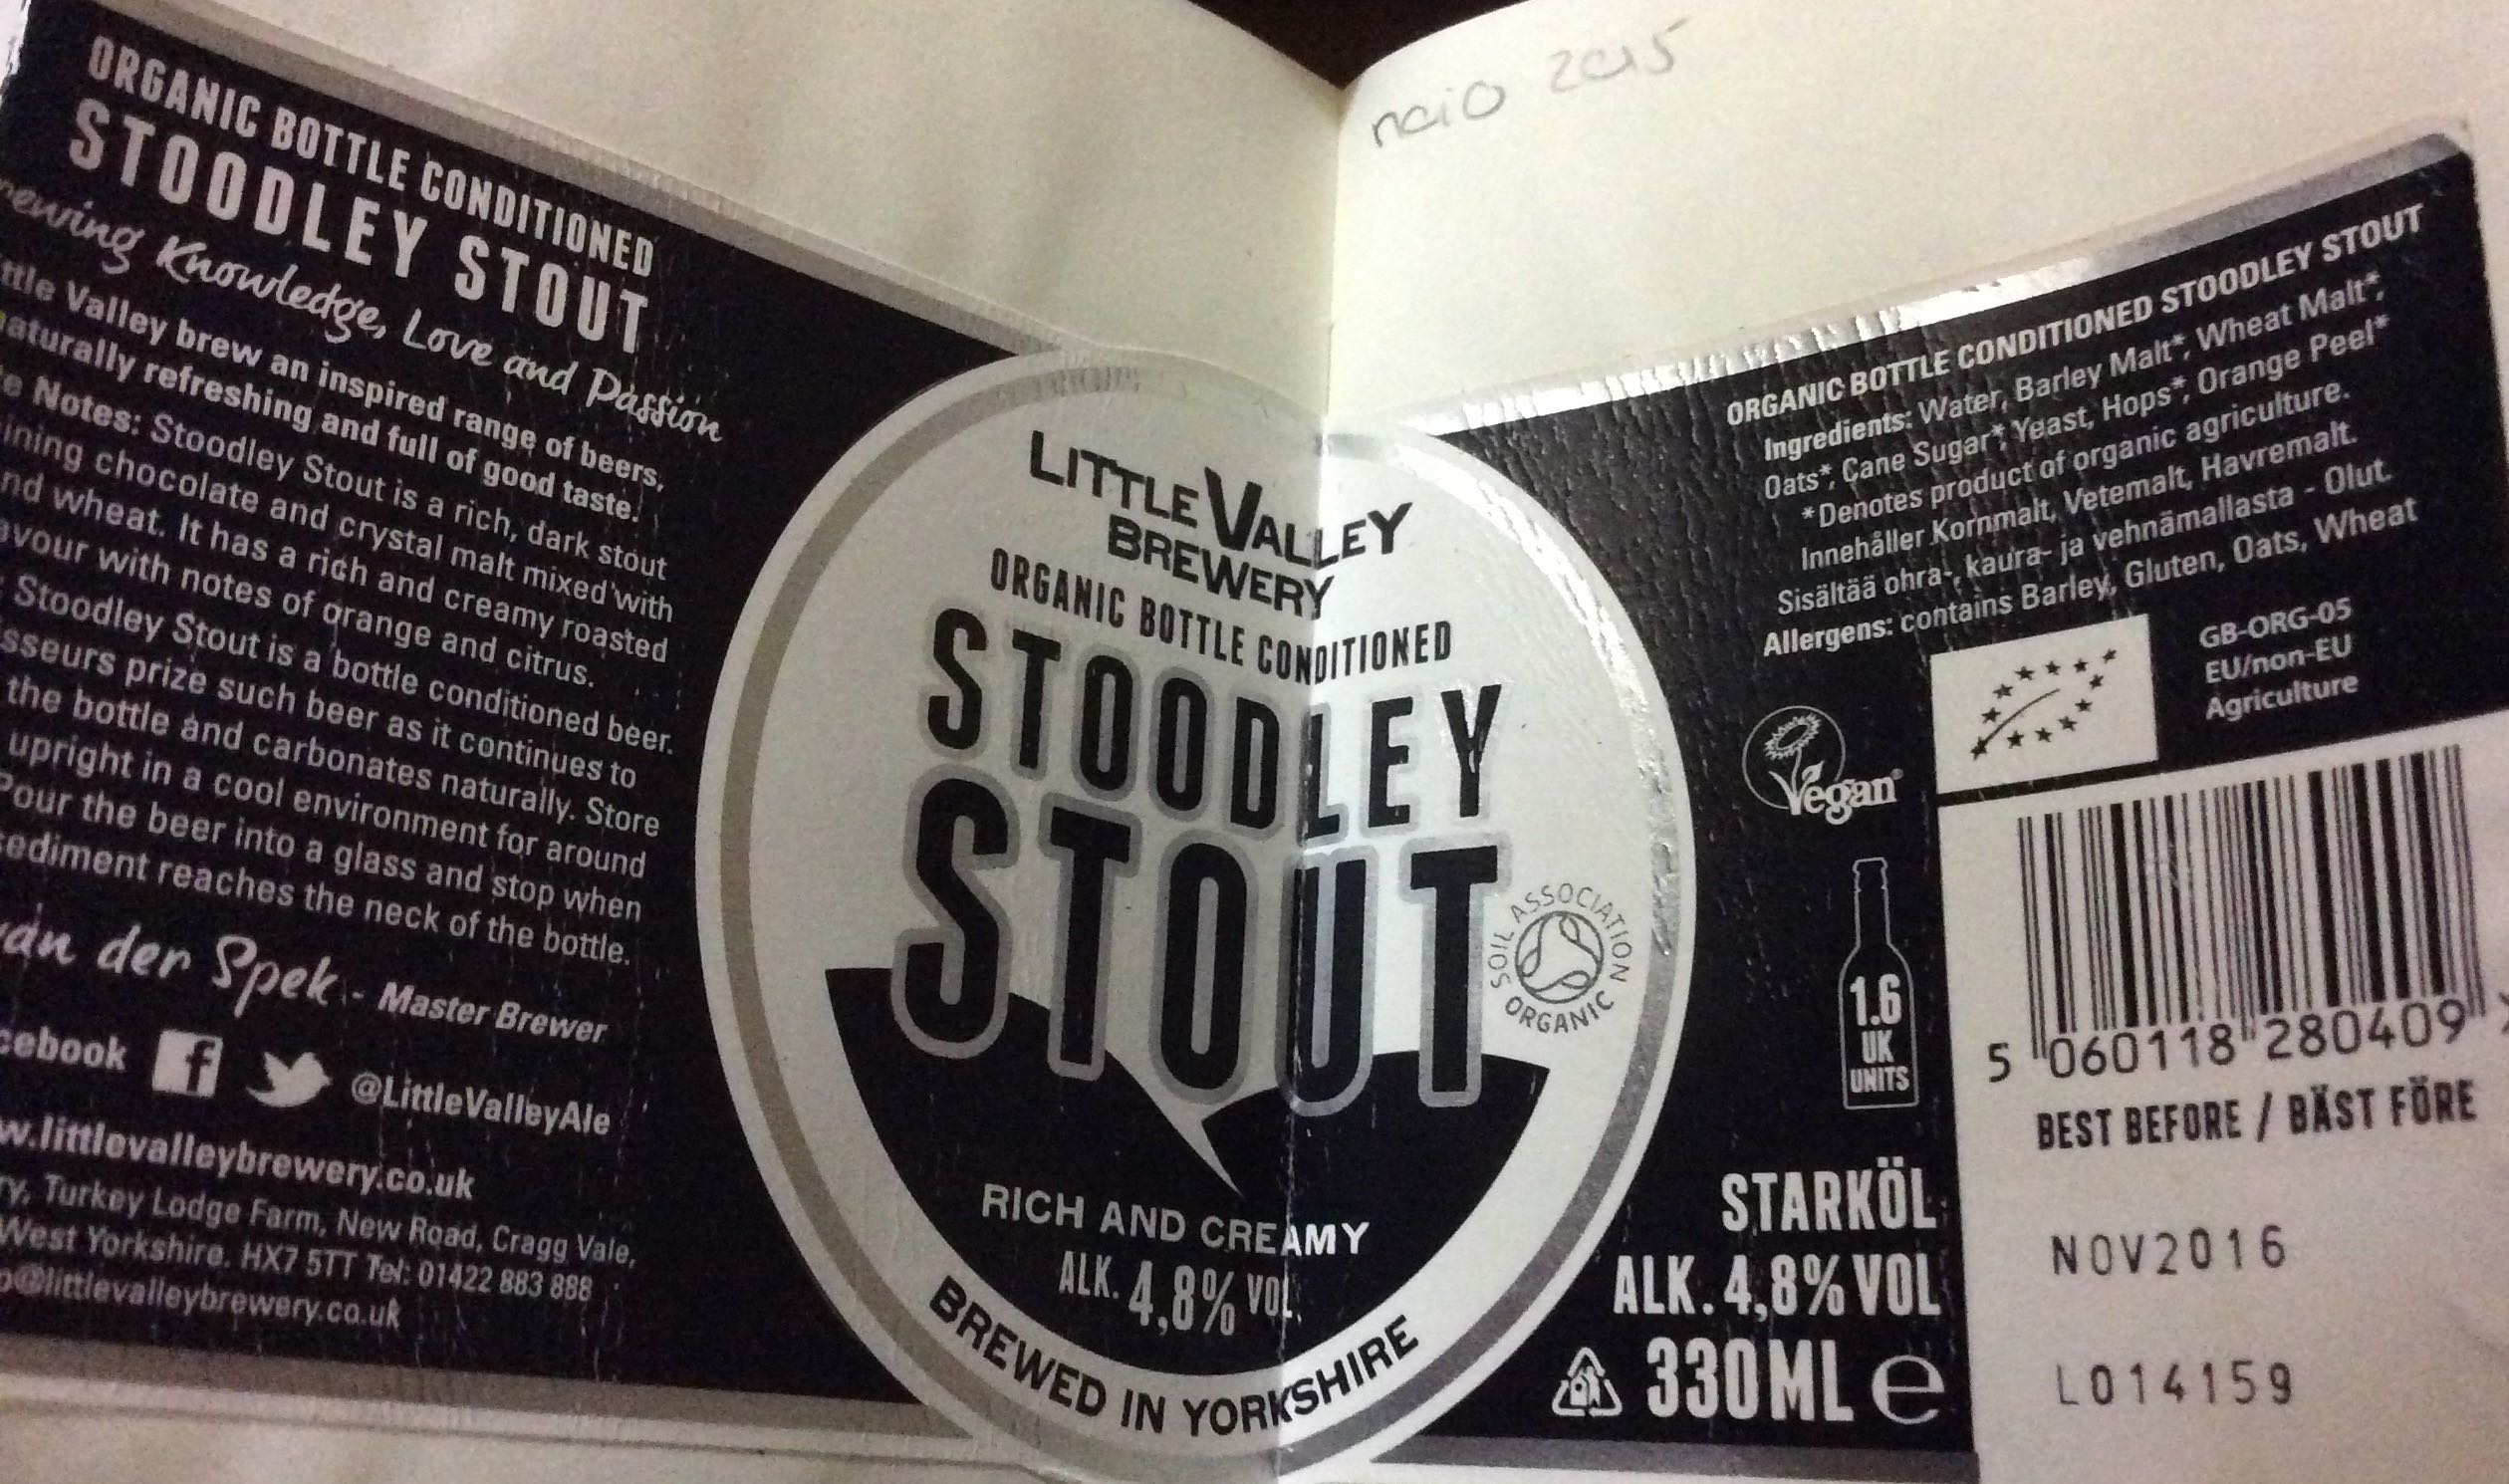 ORGANIC BOTTLE CONDITIONED
STOODLEY STOUT
Knowledge, Love and Passion
Valley brew an inspired range of beers,
refreshing and full of good taste.
Notes: Stoodley Stout is a rich, dark stout
chocolate and crystal malt mixed with
wheat. It has a rich and creamy roasted
with notes of orange and citrus.
Stoodley Stout is a bottle conditioned beer.
prize such beer as it continues to
the bottle and carbonates naturally. Store
upright in a cool environment for around
Pour the beer into a glass and stop when
sediment reaches the neck of the bottle.
van der Spek - Master Brewer
@LittleValleyAle
w.littlevalleybrewery.co.uk
Turkey Lodge Farm, New Road, Cragg Vale,
West Yorkshire. HX7 5TT Tel: 01422 883 888
@littlevalleybrewery.co.uk
LITTLE VALLEY
BREWERY
ORGANIC BOTTLE CONDITIONED
STOODLEY
STOUT
SOIL ASSOCIATION
ORGANIC
RICH AND CREAMY
ALK. 4,8% VOL
BREWED IN YORKSHIRE
2015
ORGANIC BOTTLE CONDITIONED STOODLEY STOUT
Ingredients: Water, Barley Malt*, Wheat Malt*,
Oats*, Cane Sugar*, Yeast, Hops*, Orange Peel*
*Denotes product of organic agriculture.
Innehåller Kornmalt, Vetemalt, Havremalt.
Sisältää ohra-, kaura- ja vehnämallasta - Olut.
Allergens: contains Barley, Gluten, Oats, Wheat
GB-ORG-05
EU/non-EU
Agriculture
Vegan
1.6
UK
UNITS
5 060118 280409
BEST BEFORE / BÄST FÖRE
NOV2016
L014159
STARKÖL
ALK. 4,8% VOL
330ML e